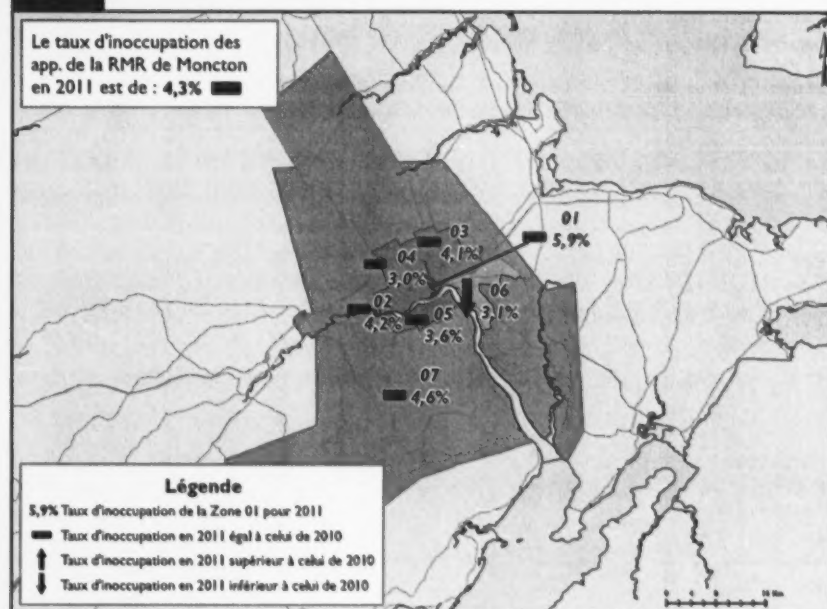 Le taux d'inoccupation des
app. de la RMR de Moncton
en 2011 est de : 4,3%
01
5,9%
03
4,1%
04
3,0%
06
3,1%
02
4,2%
05
3,6%
07
4,6%
Légende
5,9% Taux d'inoccupation de la Zone 01 pour 2011
Taux d'inoccupation en 2011 égal à celui de 2010
Taux d'inoccupation en 2011 supérieur à celui de 2010
Taux d'inoccupation en 2011 inférieur à celui de 2010